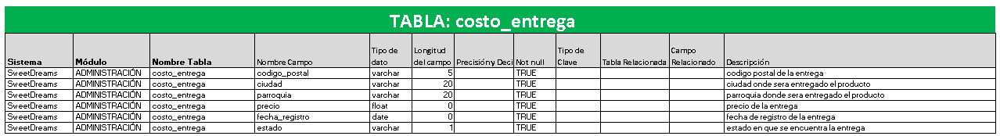 TABLA: costo_entrega
Sistema Módulo Nombre Tabla Nombre Campo Tipo de dato Longitud del campo Precisión y Deci Not null Tipo de Clave Tabla Relacionada Campo Relacionado Descripción
SweetDreams ADMINISTRACIÓN costo_entrega codigo_postal varchar 5 TRUE codigo postal de la entrega
SweetDreams ADMINISTRACIÓN costo_entrega ciudad varchar 20 TRUE ciudad onde sera entregado el producto
SweetDreams ADMINISTRACIÓN costo_entrega parroquia varchar 20 TRUE parroquia donde sera entregado el producto
SweetDreams ADMINISTRACIÓN costo_entrega precio float 0 TRUE precio de la entrega
SweetDreams ADMINISTRACIÓN costo_entrega fecha_registro date 0 TRUE fecha de registro de la entrega
SweetDreams ADMINISTRACIÓN costo_entrega estado varchar 1 TRUE estado en que se encuentra la entrega